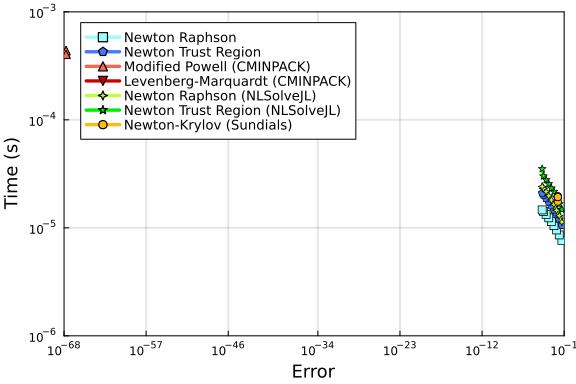 10⁻³
Newton Raphson
Newton Trust Region
Modified Powell (CMINPACK)
Levenberg-Marquardt (CMINPACK)
Newton Raphson (NLSolveJL)
Newton Trust Region (NLSolveJL)
Newton-Krylov (Sundials)
10⁻⁴
Time (s)
10⁻⁵
10⁻⁶
10⁻⁶⁸ 10⁻⁵⁷ 10⁻⁴⁶ 10⁻³⁴ 10⁻²³ 10⁻¹² 10⁻¹
Error